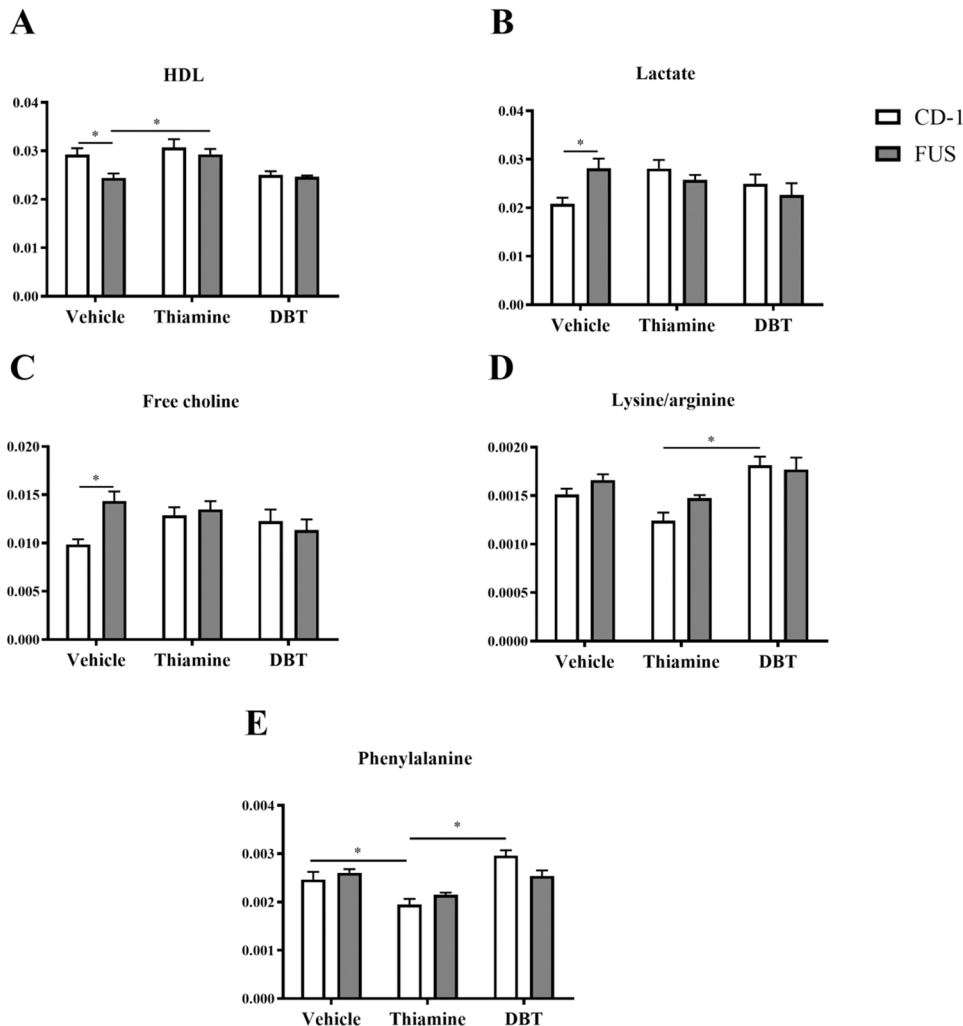 A
HDL
0.04
0.03
0.02
0.01
0.00
*
*
Vehicle Thiamine DBT
B
Lactate
0.04
0.03
0.02
0.01
0.00
*
Vehicle Thiamine DBT
CD-1
FUS
C
Free choline
0.020
0.015
0.010
0.005
0.000
*
Vehicle Thiamine DBT
D
Lysine/arginine
0.0020
0.0015
0.0010
0.0005
0.0000
*
Vehicle Thiamine DBT
E
Phenylalanine
0.004
0.003
0.002
0.001
0.000
*
*
Vehicle Thiamine DBT